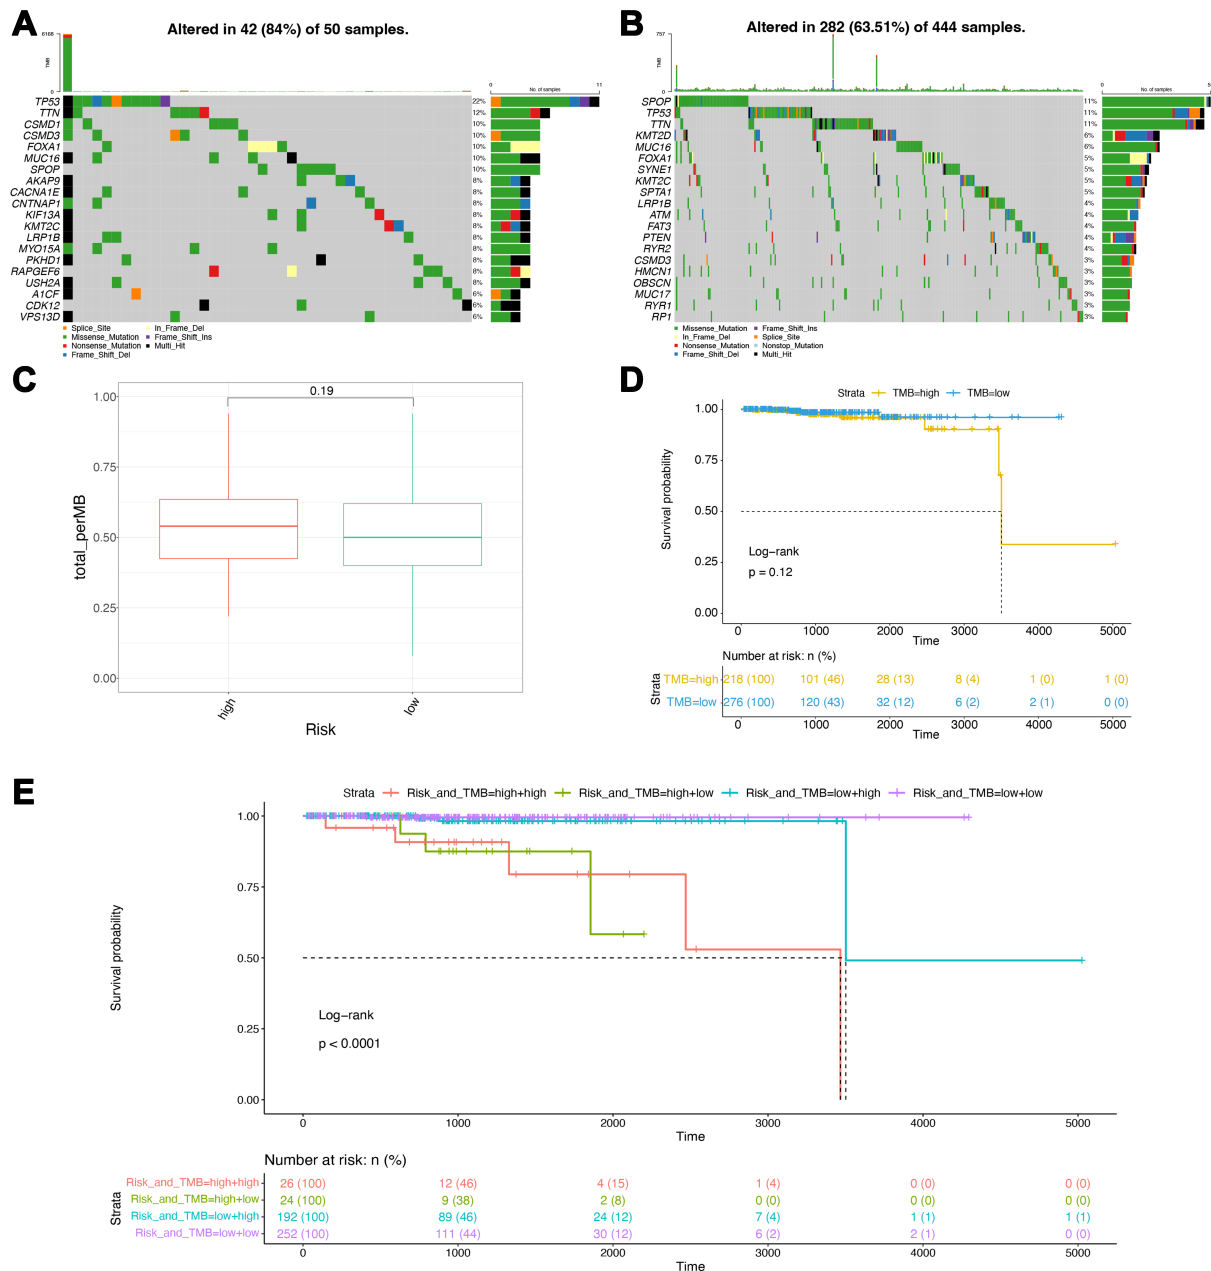 A
Altered in 42 (84%) of 50 samples.
6168
TMB
0
0
No. of samples
11
TP53 22%
TTN 12%
CSMD1 10%
CSMD3 10%
FOXA1 10%
MUC16 10%
SPOP 10%
AKAP9 8%
CACNA1E 8%
CNTNAP1 8%
KIF13A 8%
KMT2C 8%
LRP1B 8%
MYO15A 8%
PKHD1 8%
RAPGEF6 8%
USH2A 8%
A1CF 6%
CDK12 6%
VPS13D 6%
Splice_Site
Missense_Mutation
Nonsense_Mutation
Frame_Shift_Del
In_Frame_Del
Frame_Shift_Ins
Multi_Hit
B
Altered in 282 (63.51%) of 444 samples.
757
TMB
0
0
No. of samples
SPOP 11%
TP53 11%
TTN 11%
KMT2D 6%
MUC16 6%
FOXA1 5%
SYNE1 5%
KMT2C 5%
SPTA1 5%
LRP1B 4%
ATM 4%
FAT3 4%
PTEN 4%
RYR2 4%
CSMD3 3%
HMCN1 3%
OBSCN 3%
MUC17 3%
RYR1 3%
RP1 3%
Missense_Mutation
In_Frame_Del
Nonsense_Mutation
Frame_Shift_Del
Frame_Shift_Ins
Splice_Site
Nonstop_Mutation
Multi_Hit
C
total_perMB
1.00
0.75
0.50
0.25
0.00
0.19
high
low
Risk
D
Strata TMB=high TMB=low
Survival probability
1.00
0.75
0.50
0.25
0.00
Log-rank
p = 0.12
0 1000 2000 3000 4000 5000
Time
Number at risk: n (%)
Strata
TMB=high 218 (100) 101 (46) 28 (13) 8 (4) 1 (0) 1 (0)
TMB=low 276 (100) 120 (43) 32 (12) 6 (2) 2 (1) 0 (0)
0 1000 2000 3000 4000 5000
Time
E
Strata Risk_and_TMB=high+high Risk_and_TMB=high+low Risk_and_TMB=low+high Risk_and_TMB=low+low
Survival probability
1.00
0.75
0.50
0.25
0.00
Log-rank
p < 0.0001
0 1000 2000 3000 4000 5000
Time
Number at risk: n (%)
Strata
Risk_and_TMB=high+high 26 (100) 12 (46) 4 (15) 1 (4) 0 (0) 0 (0)
Risk_and_TMB=high+low 24 (100) 9 (38) 2 (8) 0 (0) 0 (0) 0 (0)
Risk_and_TMB=low+high 192 (100) 89 (46) 24 (12) 7 (4) 1 (1) 1 (1)
Risk_and_TMB=low+low 252 (100) 111 (44) 30 (12) 6 (2) 2 (1) 0 (0)
0 1000 2000 3000 4000 5000
Time